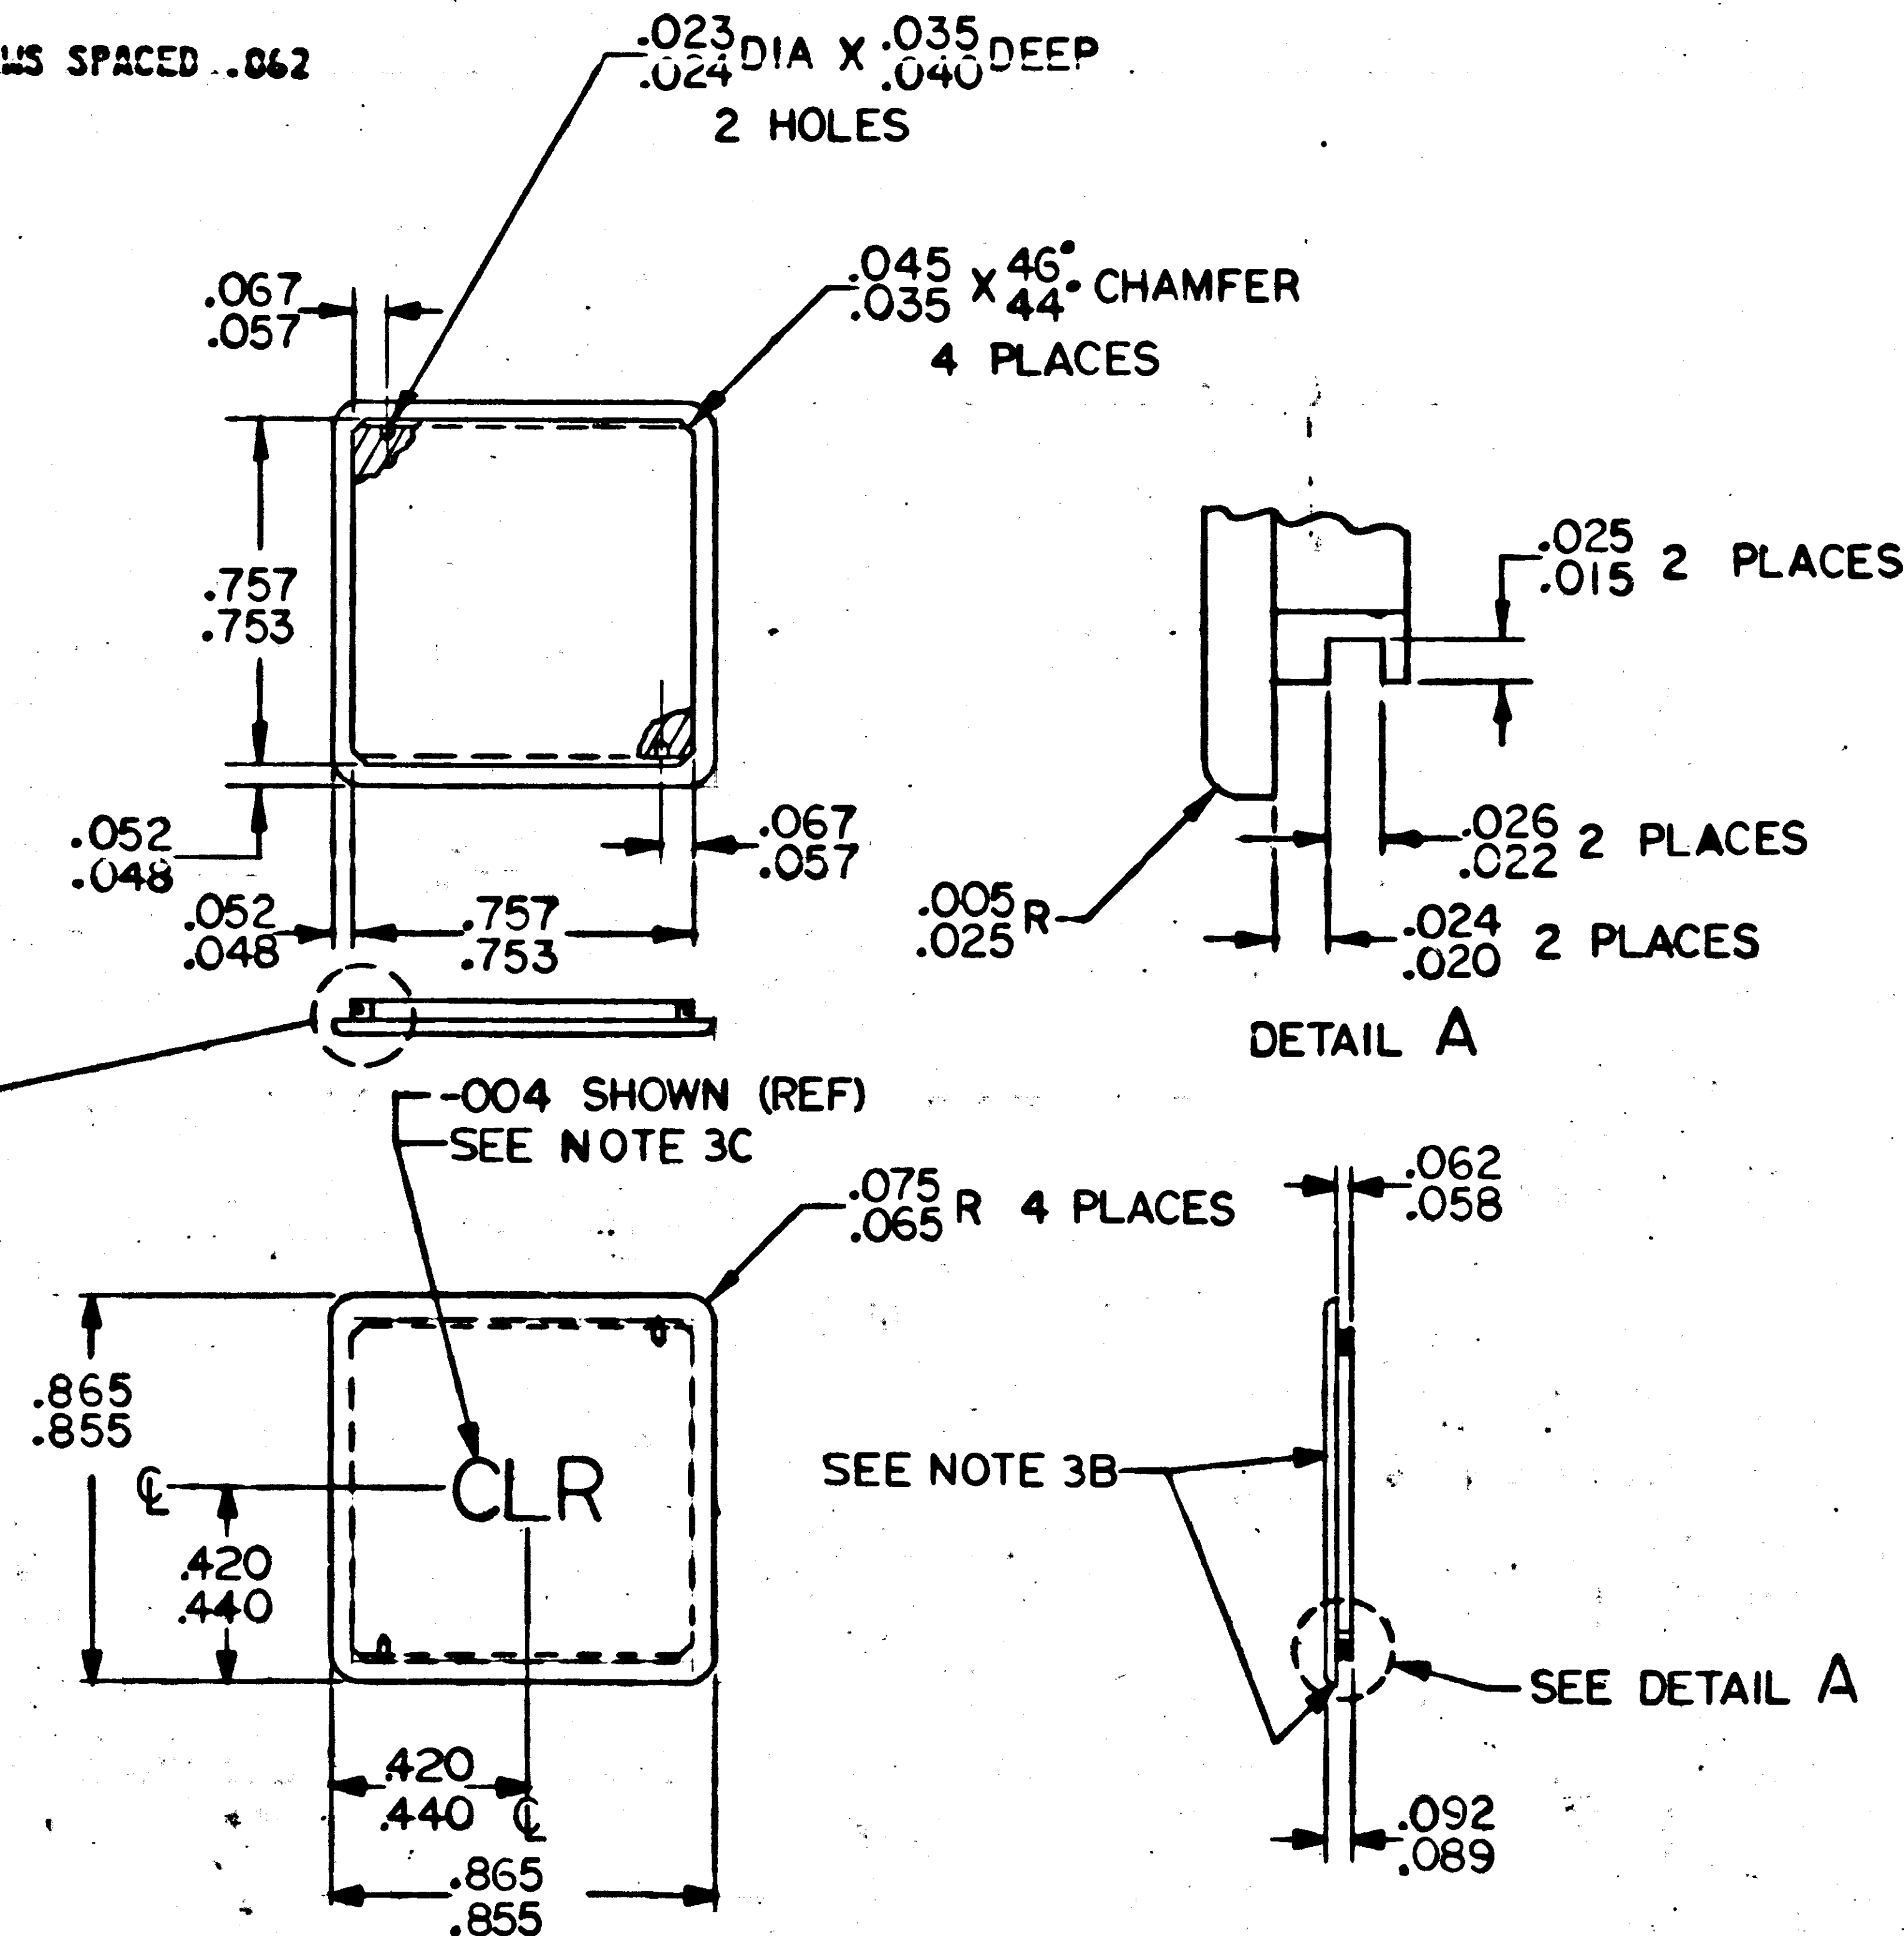 SPACED .062
.023 DIA X .035 DEEP
.024 .040
2 HOLES
.067
.057
.045 X 46° CHAMFER
.035 44°
4 PLACES
.757
.753
.025 2 PLACES
.015
.052
.048
.067
.057
.026 2 PLACES
.022
.052
.048
.757
.753
.005 R
.025
.024 2 PLACES
.020
DETAIL A
-004 SHOWN (REF)
SEE NOTE 3C
.075 R 4 PLACES
.065
.062
.058
.865
.855
CLR
℄
.420
.440
SEE NOTE 3B
SEE DETAIL A
.420
.440 ℄
.865
.855
.092
.089